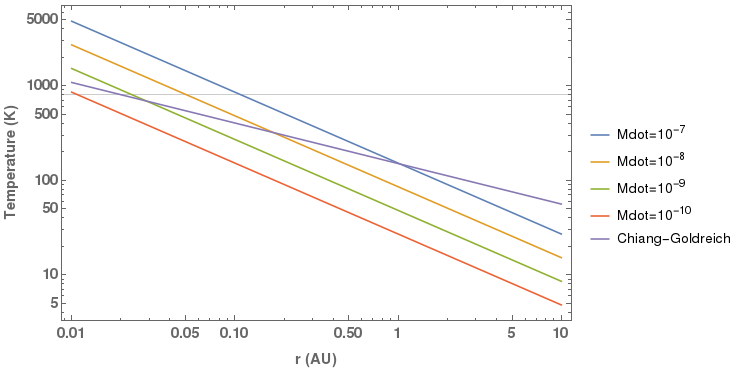 Temperature (K)
5000
1000
500
100
50
10
5
0.01 0.05 0.10 0.50 1 5 10
r (AU)
Mdot=10⁻⁷
Mdot=10⁻⁸
Mdot=10⁻⁹
Mdot=10⁻¹⁰
Chiang–Goldreich